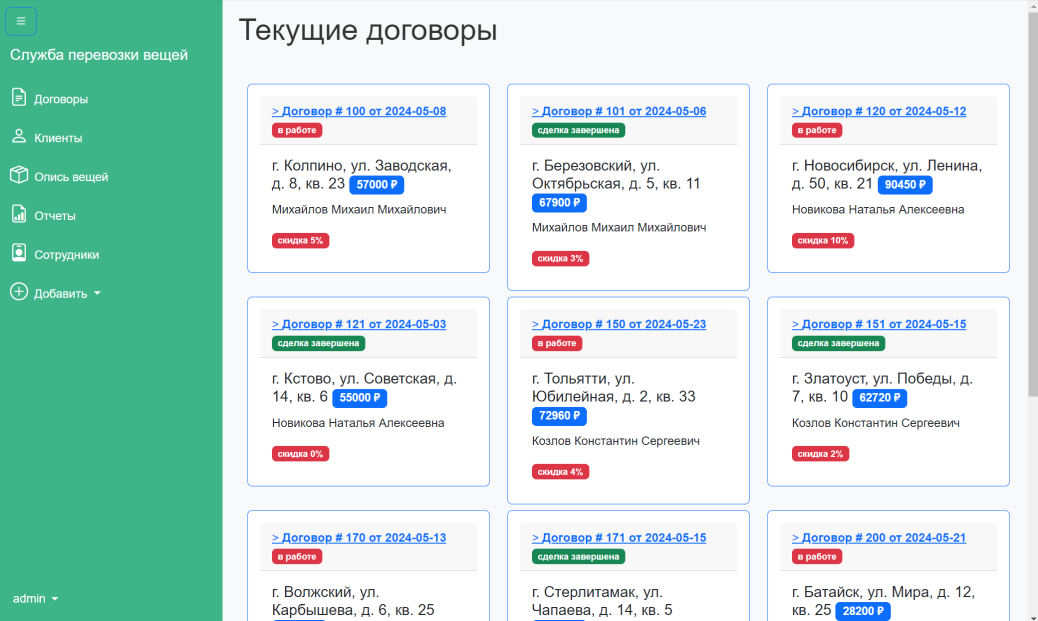 Служба перевозки вещей
Договоры
Клиенты
Опись вещей
Отчеты
Сотрудники
Добавить
admin
Текущие договоры
> Договор # 100 от 2024-05-08
в работе
г. Колпино, ул. Заводская,
д. 8, кв. 23 57000 ₽
Михайлов Михаил Михайлович
скидка 5%
> Договор # 101 от 2024-05-06
сделка завершена
г. Березовский, ул.
Октябрьская, д. 5, кв. 11
67900 ₽
Михайлов Михаил Михайлович
скидка 3%
> Договор # 120 от 2024-05-12
в работе
г. Новосибирск, ул. Ленина,
д. 50, кв. 21 90450 ₽
Новикова Наталья Алексеевна
скидка 10%
> Договор # 121 от 2024-05-03
сделка завершена
г. Кстово, ул. Советская, д.
14, кв. 6 55000 ₽
Новикова Наталья Алексеевна
скидка 0%
> Договор # 150 от 2024-05-23
в работе
г. Тольятти, ул.
Юбилейная, д. 2, кв. 33
72960 ₽
Козлов Константин Сергеевич
скидка 4%
> Договор # 151 от 2024-05-15
сделка завершена
г. Златоуст, ул. Победы, д.
7, кв. 10 62720 ₽
Козлов Константин Сергеевич
скидка 2%
> Договор # 170 от 2024-05-13
в работе
г. Волжский, ул.
Карбышева, д. 6, кв. 25
> Договор # 171 от 2024-05-15
сделка завершена
г. Стерлитамак, ул.
Чапаева, д. 14, кв. 5
> Договор # 200 от 2024-05-21
в работе
г. Батайск, ул. Мира, д. 12,
кв. 25 28200 ₽